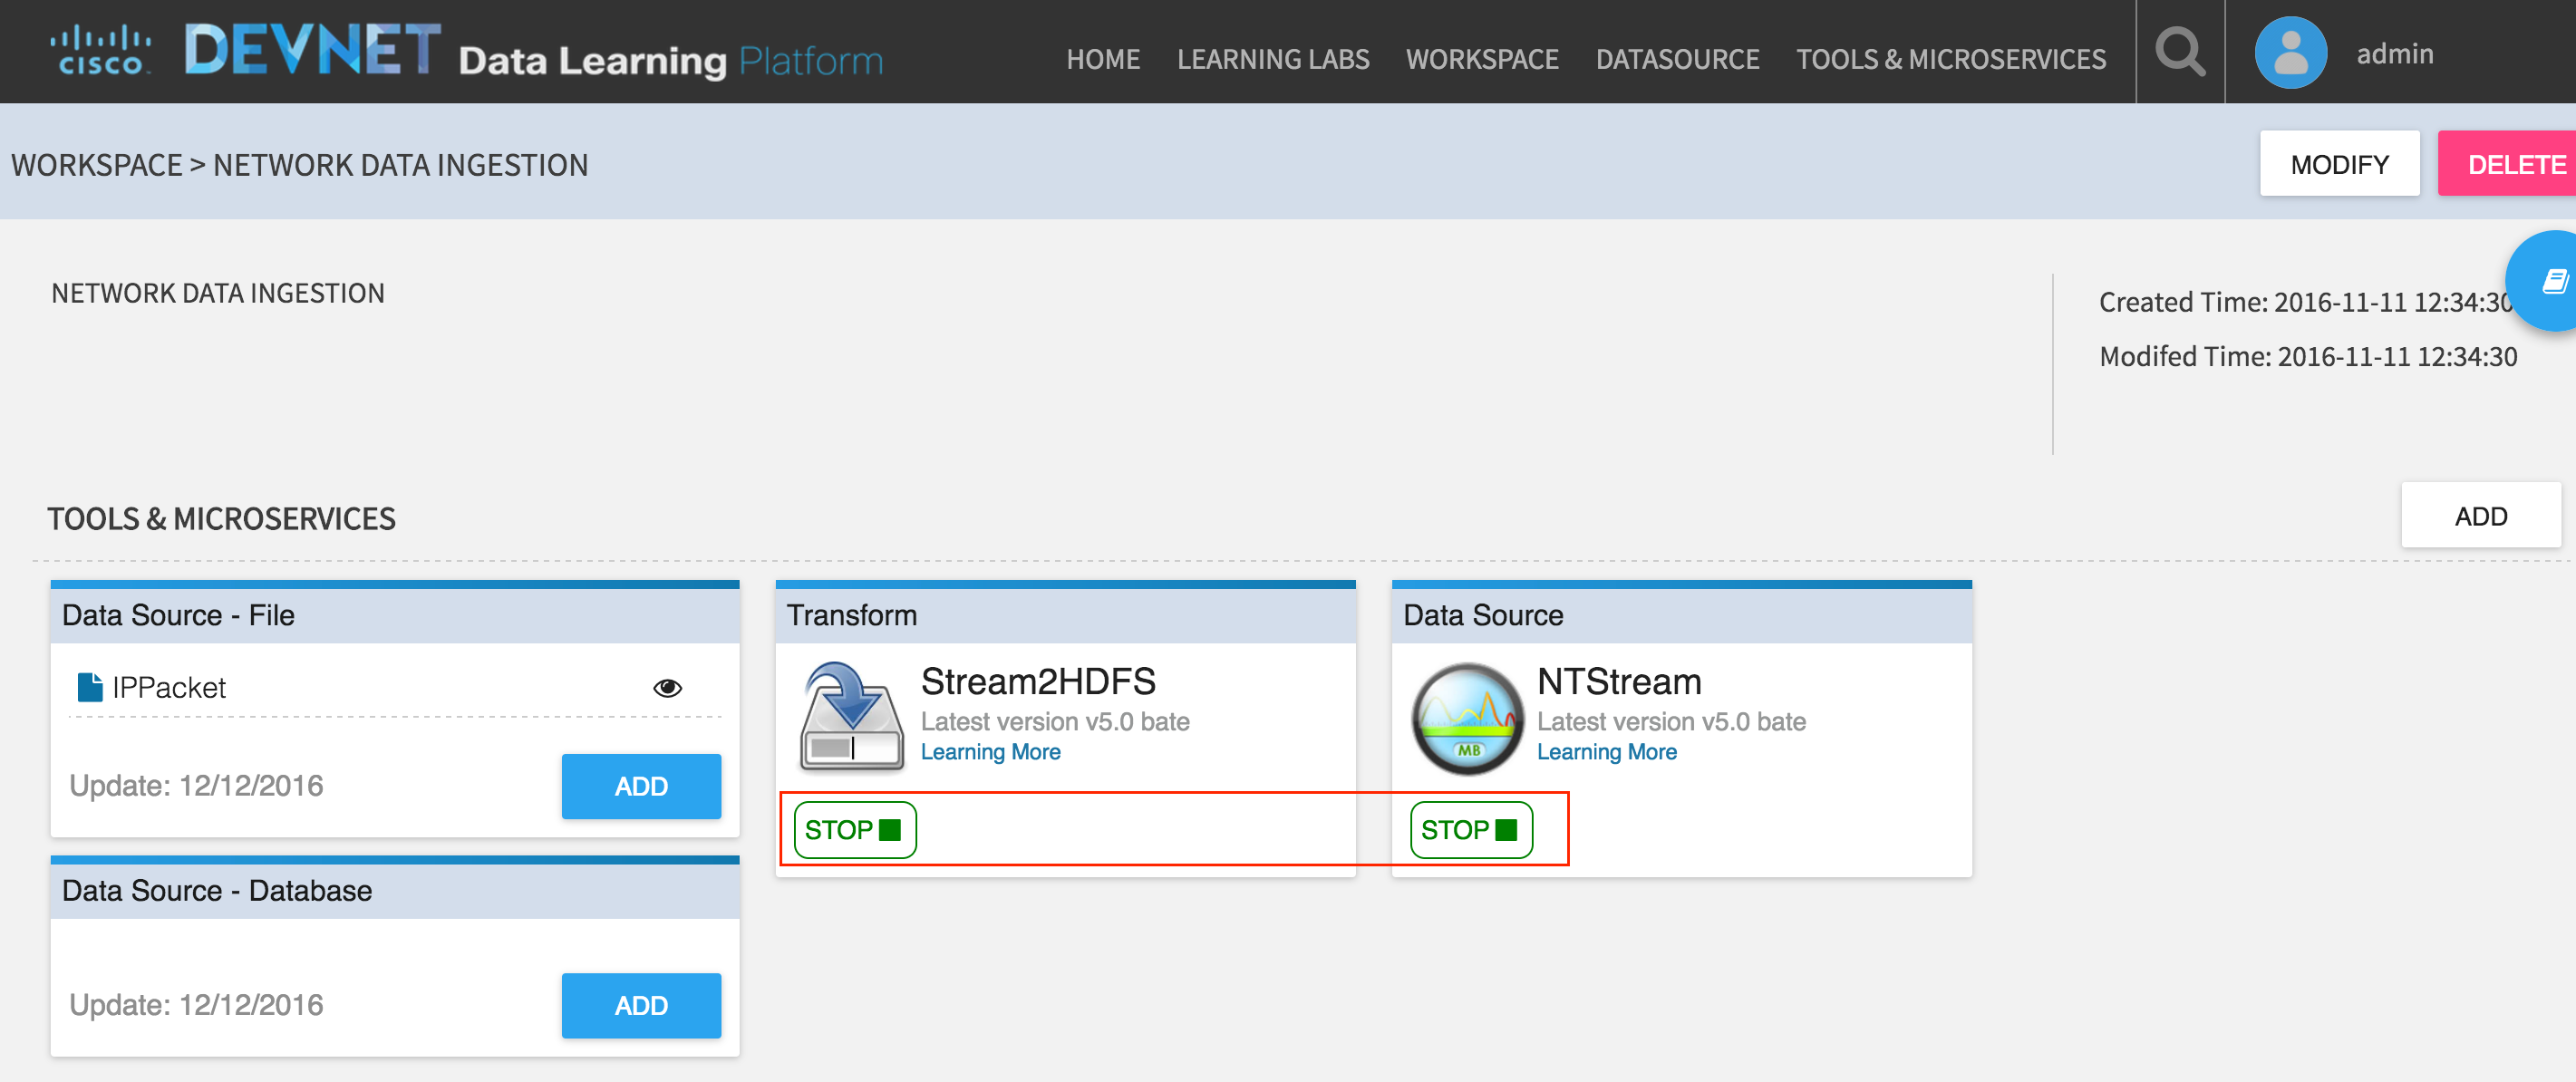 CISCO DEVNET Data Learning Platform
HOME LEARNING LABS WORKSPACE DATASOURCE TOOLS & MICROSERVICES admin
WORKSPACE > NETWORK DATA INGESTION
MODIFY DELETE
NETWORK DATA INGESTION
Created Time: 2016-11-11 12:34:30
Modifed Time: 2016-11-11 12:34:30
TOOLS & MICROSERVICES
ADD
Data Source - File
IPPacket
Update: 12/12/2016
ADD
Transform
Stream2HDFS
Latest version v5.0 bate
Learning More
STOP
Data Source
MB
NTStream
Latest version v5.0 bate
Learning More
STOP
Data Source - Database
Update: 12/12/2016
ADD